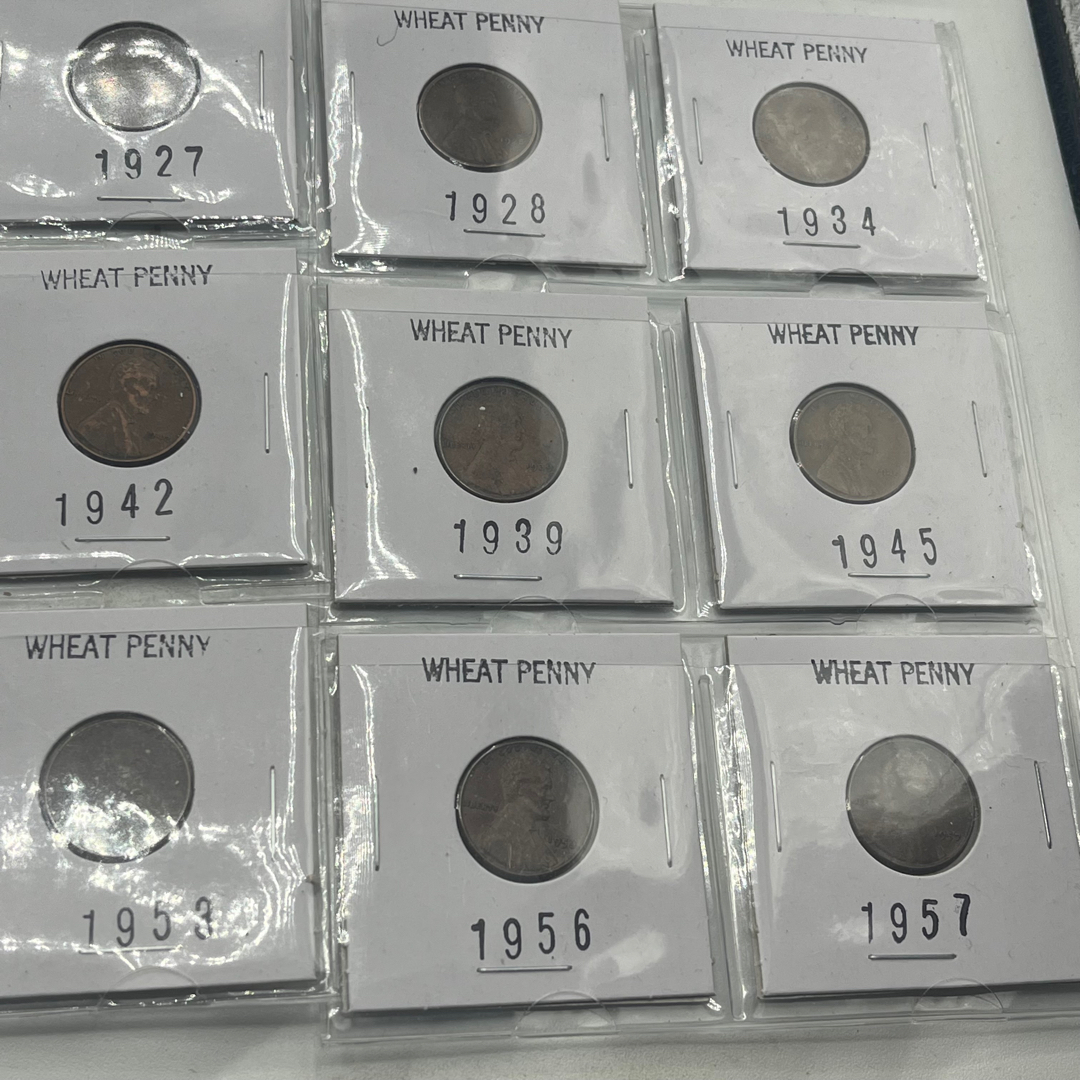 WHEAT PENNY
WHEAT PENNY
1927
1928
1934
WHEAT PENNY
WHEAT PENNY
WHEAT PENNY
1942
1939
1945
WHEAT PENNY
WHEAT PENNY
WHEAT PENNY
1953
1956
1957